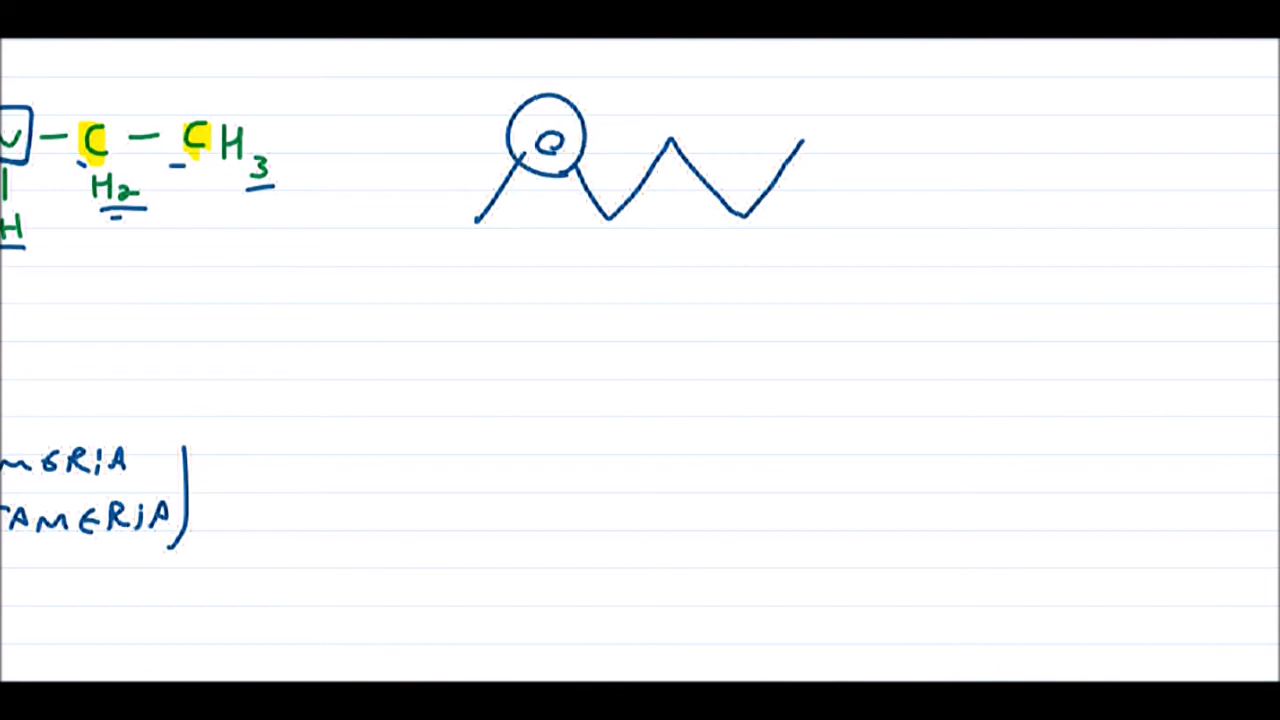 N – C – CH3
H H2
O
MERIA
TAMERIA)